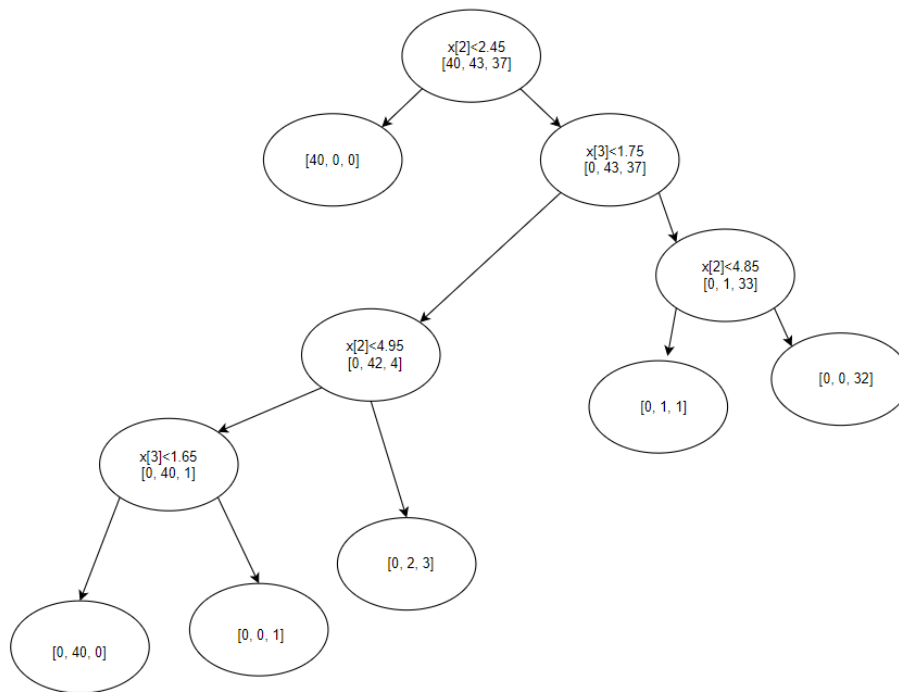 x[2]<2.45
[40, 43, 37]
[40, 0, 0]
x[3]<1.75
[0, 43, 37]
x[2]<4.85
[0, 1, 33]
x[2]<4.95
[0, 42, 4]
[0, 1, 1]
[0, 0, 32]
x[3]<1.65
[0, 40, 1]
[0, 2, 3]
[0, 40, 0]
[0, 0, 1]